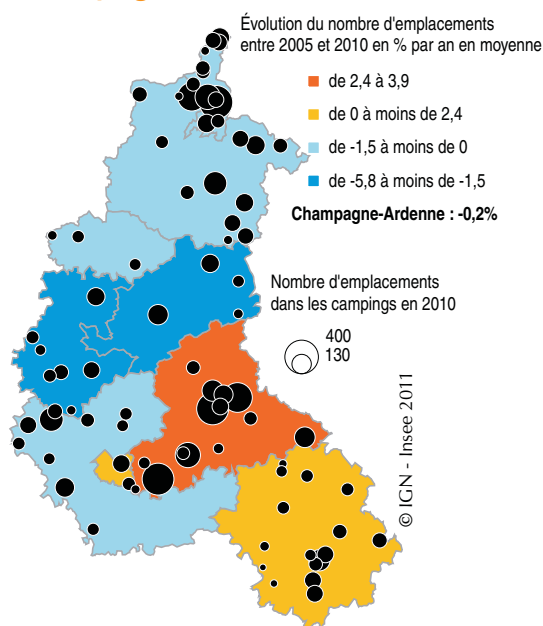 Évolution du nombre d'emplacements
entre 2005 et 2010 en % par an en moyenne
de 2,4 à 3,9
de 0 à moins de 2,4
de -1,5 à moins de 0
de -5,8 à moins de -1,5
Champagne-Ardenne : -0,2%
Nombre d'emplacements
dans les campings en 2010
400
130
© IGN - Insee 2011